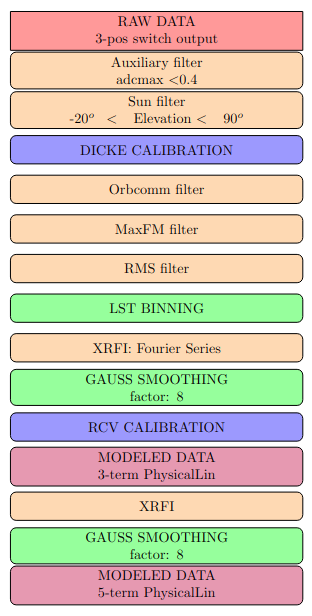 RAW DATA
3-pos switch output
Auxiliary filter
adcmax <0.4
Sun filter
-20ᵒ < Elevation < 90ᵒ
DICKE CALIBRATION
Orbcomm filter
MaxFM filter
RMS filter
LST BINNING
XRFI: Fourier Series
GAUSS SMOOTHING
factor: 8
RCV CALIBRATION
MODELED DATA
3-term PhysicalLin
XRFI
GAUSS SMOOTHING
factor: 8
MODELED DATA
5-term PhysicalLin